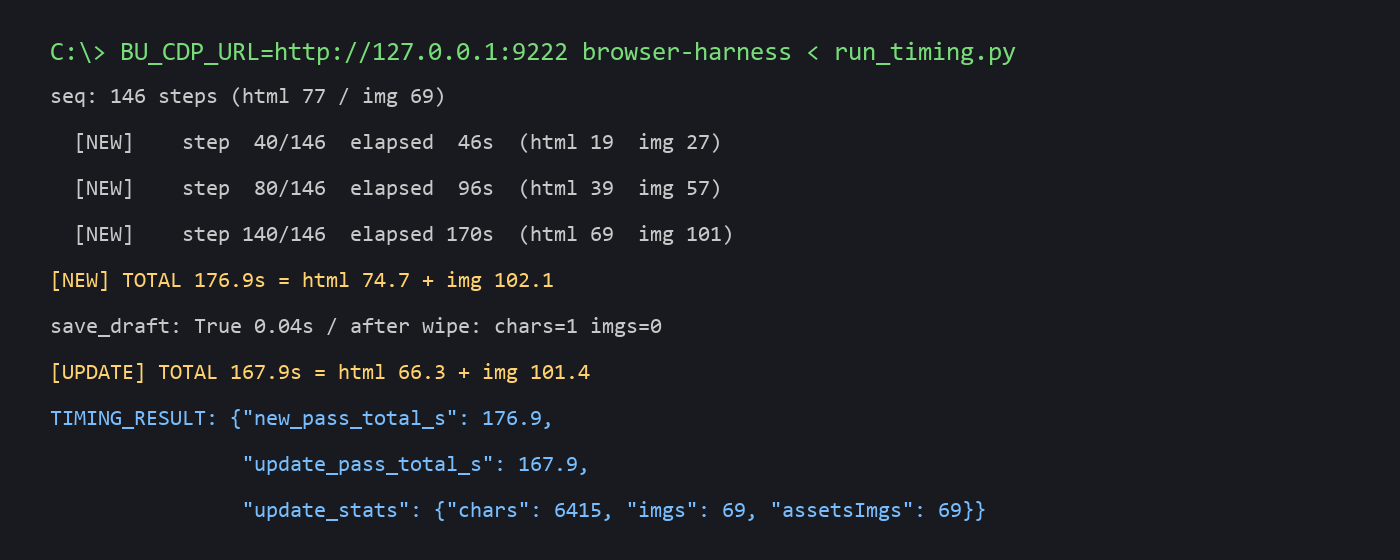 C:\> BU_CDP_URL=http://127.0.0.1:9222 browser-harness < run_timing.py
seq: 146 steps (html 77 / img 69)
[NEW]    step  40/146  elapsed  46s  (html 19  img 27)
[NEW]    step  80/146  elapsed  96s  (html 39  img 57)
[NEW]    step 140/146  elapsed 170s  (html 69  img 101)
[NEW] TOTAL 176.9s = html 74.7 + img 102.1
save_draft: True 0.04s / after wipe: chars=1 imgs=0
[UPDATE] TOTAL 167.9s = html 66.3 + img 101.4
TIMING_RESULT: {"new_pass_total_s": 176.9,
"update_pass_total_s": 167.9,
"update_stats": {"chars": 6415, "imgs": 69, "assetsImgs": 69}}